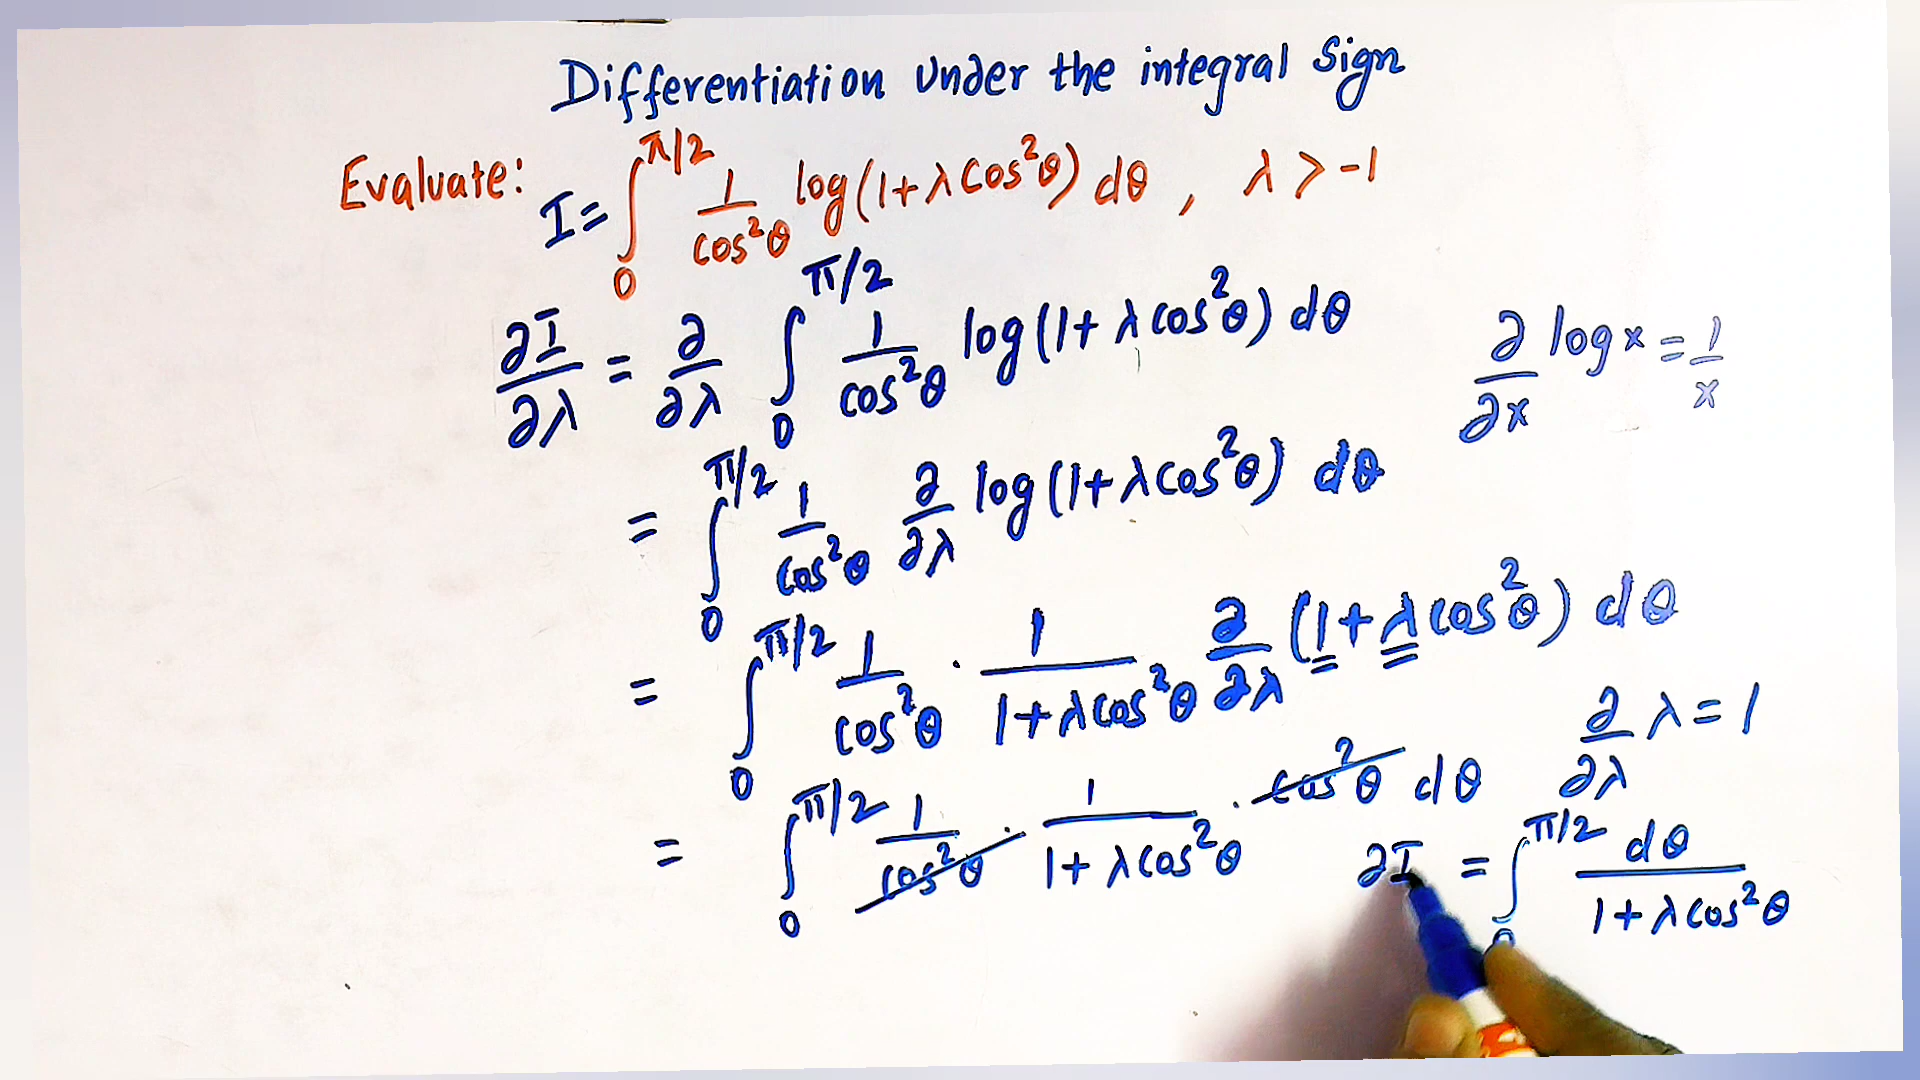 Differentiation Under the integral Sign
Evaluate: I = ∫₀^{π/2} 1/cos²θ log(1+λcos²θ) dθ , λ > -1
∂I/∂λ = ∂/∂λ ∫₀^{π/2} 1/cos²θ log(1+λcos²θ) dθ
∂/∂x log x = 1/x
= ∫₀^{π/2} 1/cos²θ ∂/∂λ log(1+λcos²θ) dθ
= ∫₀^{π/2} 1/cos²θ · 1/(1+λcos²θ) ∂/∂λ (1+λcos²θ) dθ
∂/∂λ λ = 1
= ∫₀^{π/2} 1/cos²θ · 1/(1+λcos²θ) · cos²θ dθ
∂I = ∫₀^{π/2} dθ/(1+λcos²θ)